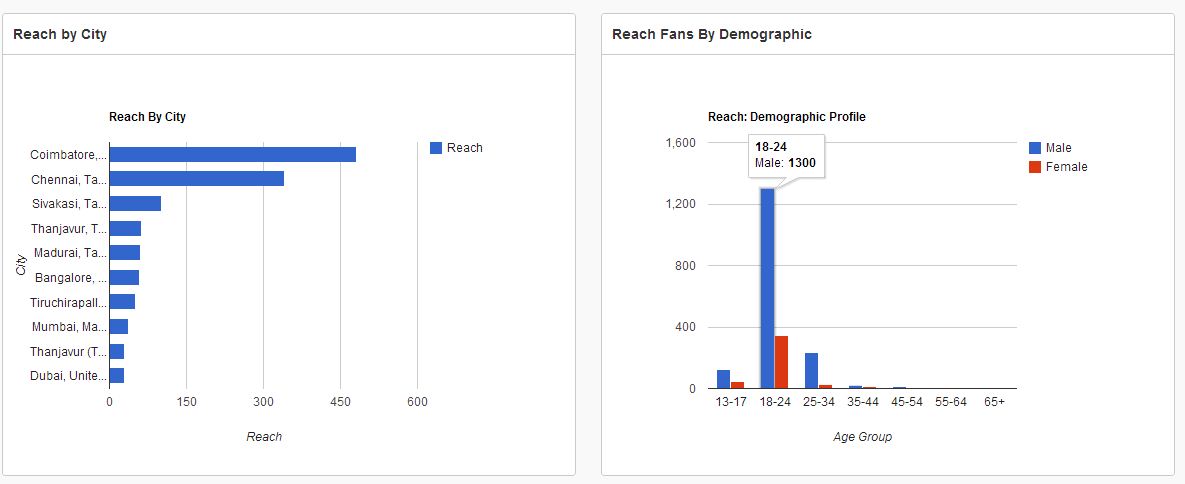 Reach by City
Reach By City
Reach
Coimbatore,...
Chennai, Ta...
Sivakasi, Ta...
Thanjavur, T...
Madurai, Ta...
Bangalore, ...
Tiruchirapall...
Mumbai, Ma...
Thanjavur (T...
Dubai, Unite...
City
0 150 300 450 600
Reach
Reach Fans By Demographic
Reach: Demographic Profile
18-24
Male: 1300
Male
Female
1,600
1,200
800
400
0
13-17 18-24 25-34 35-44 45-54 55-64 65+
Age Group